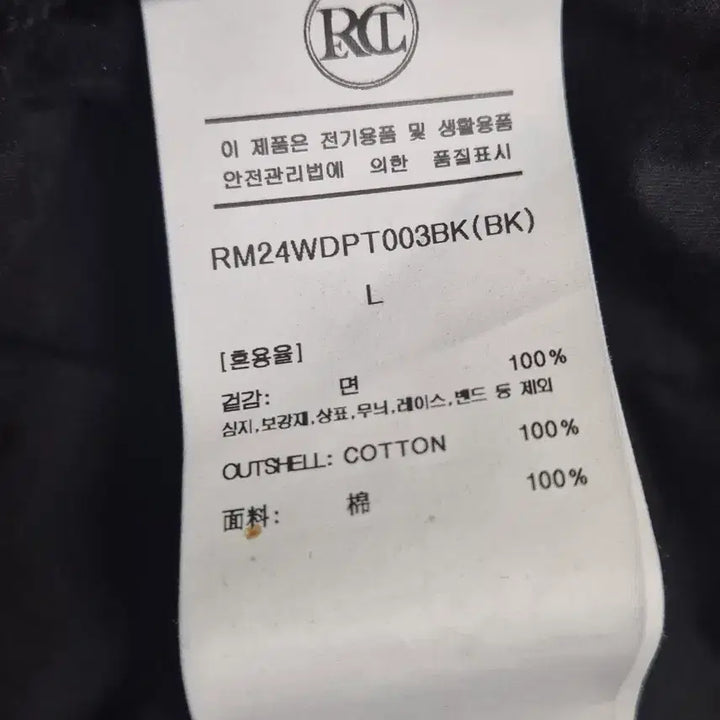 RECT
이 제품은 전기용품 및 생활용품
안전관리법에 의한 품질표시
RM24WDPT003BK(BK)
L
[혼용율]
겉감: 면 100%
심지,보강재,상표,무늬,레이스,밴드 등 제외
OUTSHELL: COTTON 100%
面料: 棉 100%